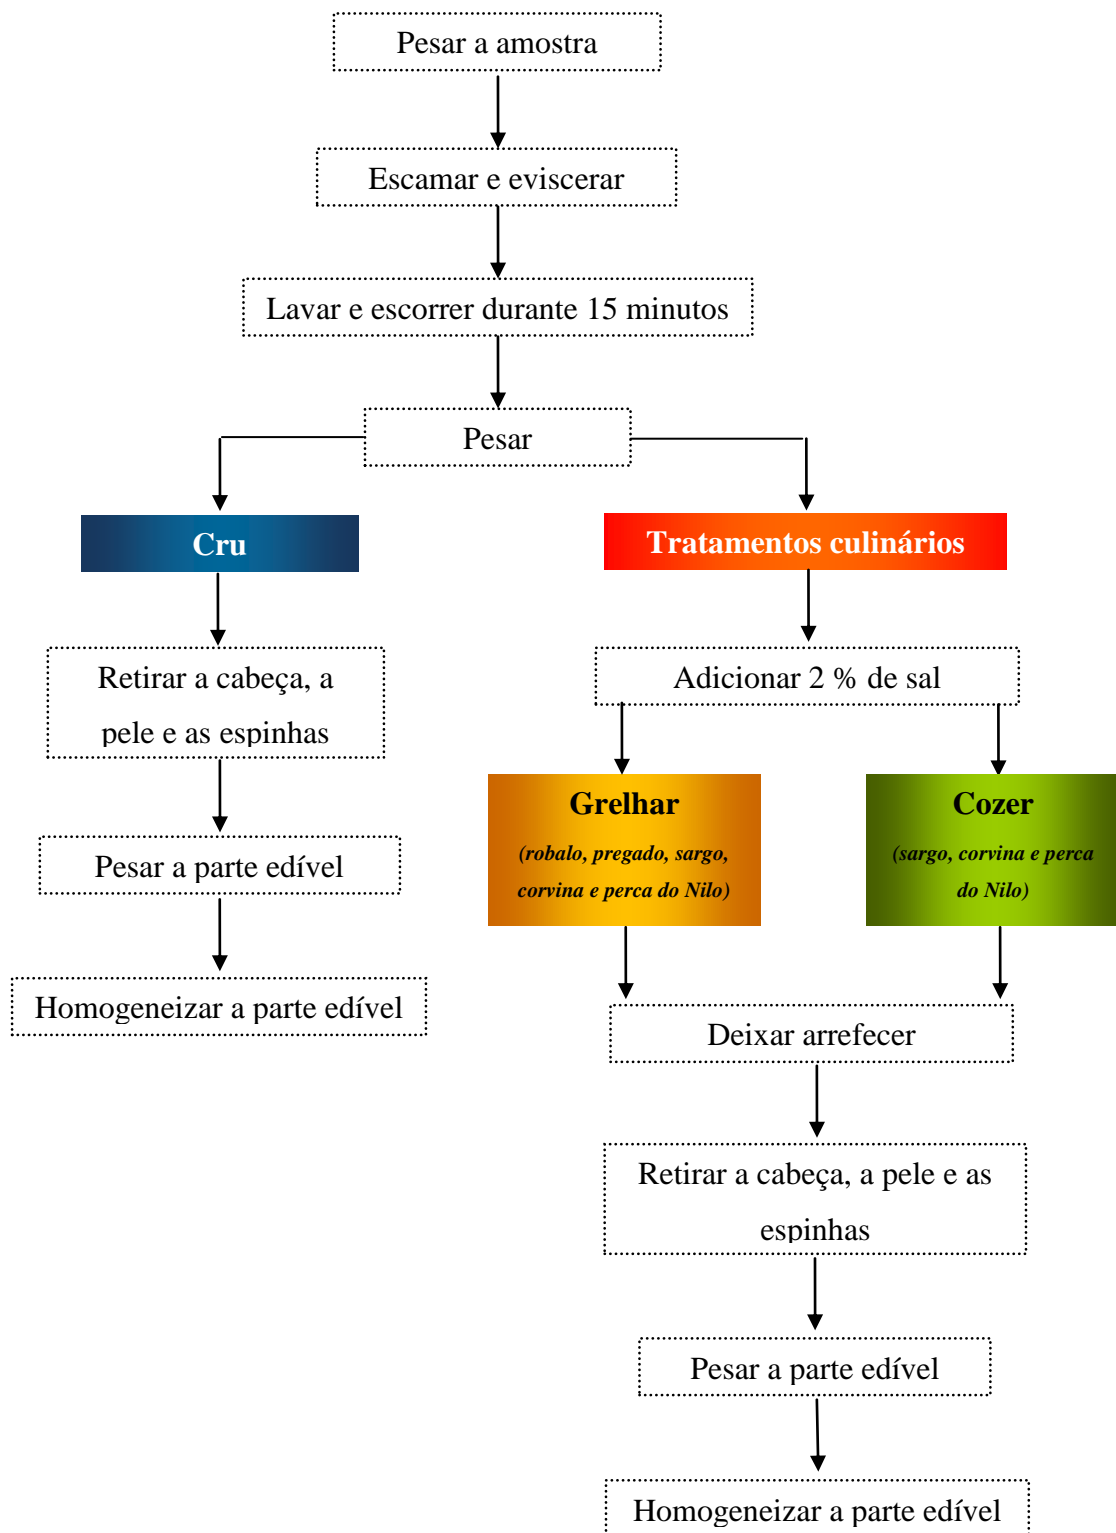 Pesar a amostra
Escamar e eviscerar
Lavar e escorrer durante 15 minutos
Pesar
Cru
Retirar a cabeça, a
pele e as espinhas
Pesar a parte edível
Homogeneizar a parte edível
Tratamentos culinários
Adicionar 2 % de sal
Grelhar
(robalo, pregado, sargo,
corvina e perca do Nilo)
Cozer
(sargo, corvina e perca
do Nilo)
Deixar arrefecer
Retirar a cabeça, a pele e as
espinhas
Pesar a parte edível
Homogeneizar a parte edível